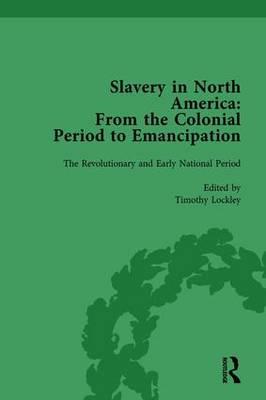 Slavery in North
America:
From the Colonial
Period to Emancipation
The Revolutionary and Early National Period
Edited by
Timothy Lockley
R
ROUTLEDGE